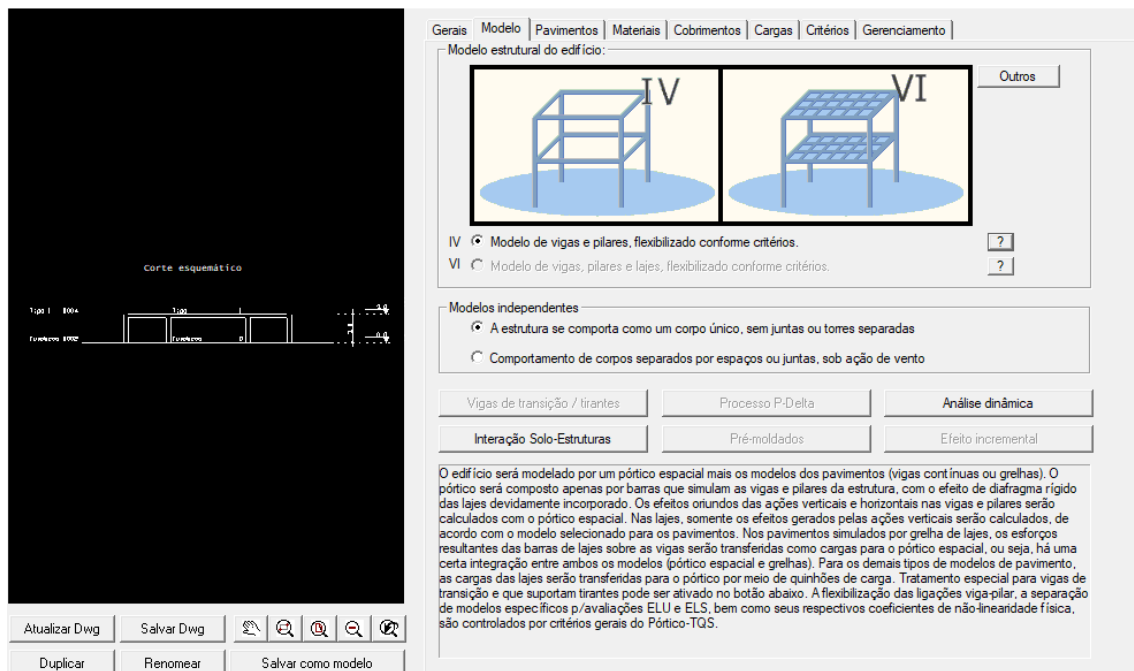 Gerais Modelo Pavimentos Materiais Cobrimentos Cargas Critérios Gerenciamento
Modelo estrutural do edifício:
IV VI Outros
IV Modelo de vigas e pilares, flexibilizado conforme critérios. ?
VI Modelo de vigas, pilares e lajes, flexibilizado conforme critérios. ?
Corte esquemático
Tipo 1
Modelos independentes
A estrutura se comporta como um corpo único, sem juntas ou torres separadas
Comportamento de corpos separados por espaços ou juntas, sob ação de vento
Vigas de transição / tirantes Processo P-Delta Análise dinâmica
Interação Solo-Estruturas Pré-moldados Efeito incremental
O edifício será modelado por um pórtico espacial mais os modelos dos pavimentos (vigas contínuas ou grelhas). O
pórtico será composto apenas por barras que simulam as vigas e pilares da estrutura, com o efeito de diafragma rígido
das lajes devidamente incorporado. Os efeitos oriundos das ações verticais e horizontais nas vigas e pilares serão
calculados com o pórtico espacial. Nas lajes, somente os efeitos gerados pelas ações verticais serão calculados, de
acordo com o modelo selecionado para os pavimentos. Nos pavimentos simulados por grelha de lajes, os esforços
resultantes das barras de lajes sobre as vigas serão transferidas como cargas para o pórtico espacial, ou seja, há uma
certa integração entre ambos os modelos (pórtico espacial e grelhas). Para os demais tipos de modelos de pavimento,
as cargas das lajes serão transferidas para o pórtico por meio de quinhões de carga. Tratamento especial para vigas de
transição e que suportam tirantes pode ser ativado no botão abaixo. A flexibilização das ligações viga-pilar, a separação
de modelos específicos p/avaliações ELU e ELS, bem como seus respectivos coeficientes de não-linearidade física,
são controlados por critérios gerais do Pórtico-TQS.
Atualizar Dwg Salvar Dwg
Duplicar Renomear Salvar como modelo